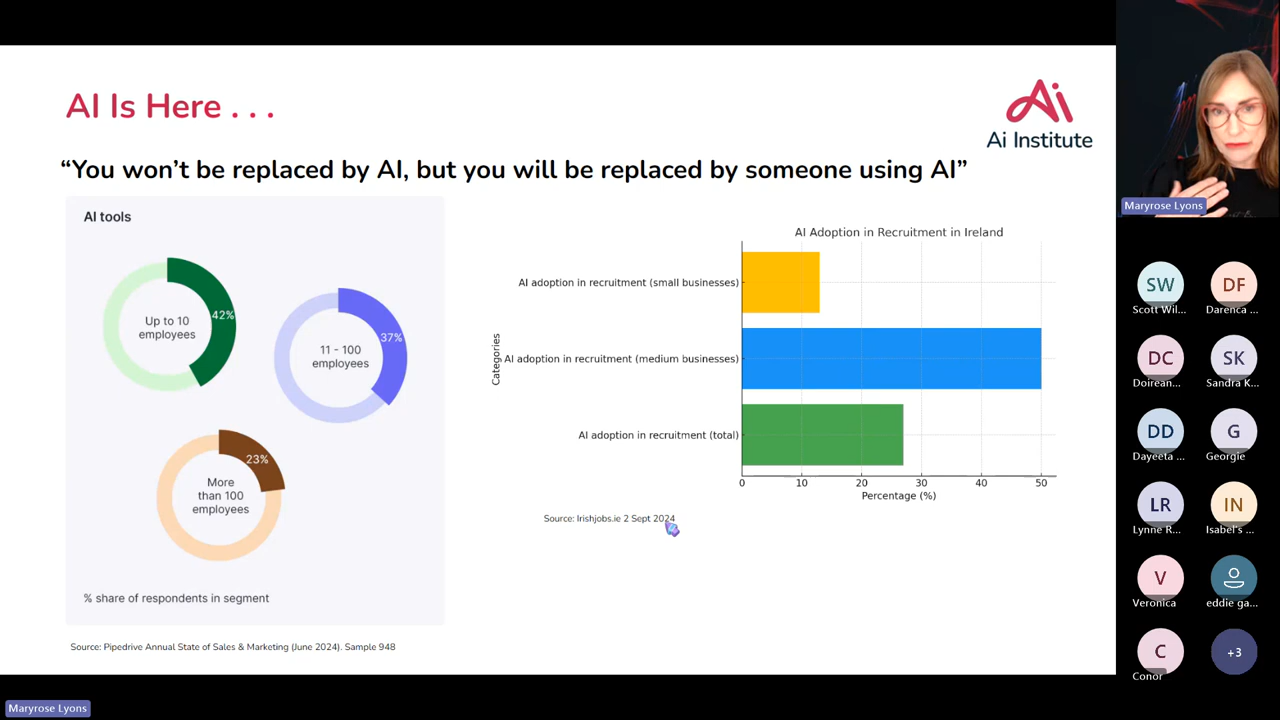 AI Is Here . . .
Ai
Ai Institute
“You won’t be replaced by AI, but you will be replaced by someone using AI”
AI tools
42%
Up to 10
employees
37%
11 - 100
employees
23%
More
than 100
employees
% share of respondents in segment
Source: Pipedrive Annual State of Sales & Marketing (June 2024). Sample 948
AI Adoption in Recruitment in Ireland
Categories
AI adoption in recruitment (small businesses)
AI adoption in recruitment (medium businesses)
AI adoption in recruitment (total)
0 10 20 30 40 50
Percentage (%)
Source: Irishjobs.ie 2 Sept 2024
Maryrose Lyons
SW DF
Scott Wil... Darenca ...
DC SK
Doirean... Sandra K...
DD G
Dayeeta ... Georgie
LR IN
Lynne R... Isabel's ...
V
Veronica eddie ga...
C +3
Conor
Maryrose Lyons